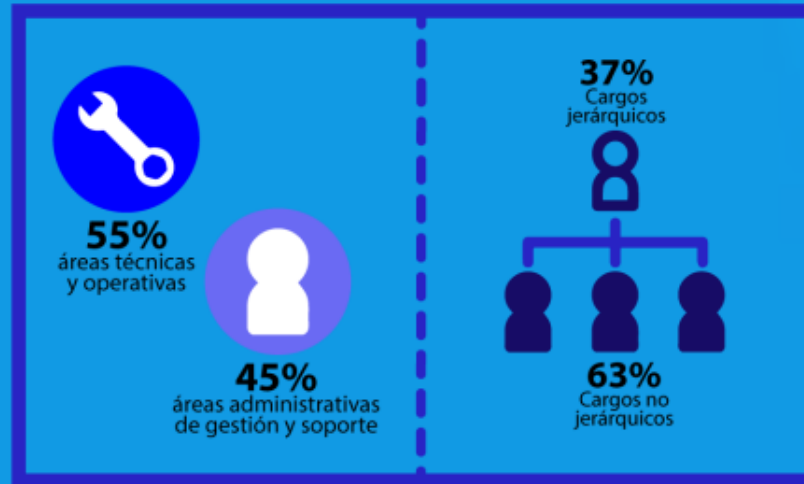 55%
áreas técnicas
y operativas
45%
áreas administrativas
de gestión y soporte
37%
Cargos
jerárquicos
63%
Cargos no
jerárquicos